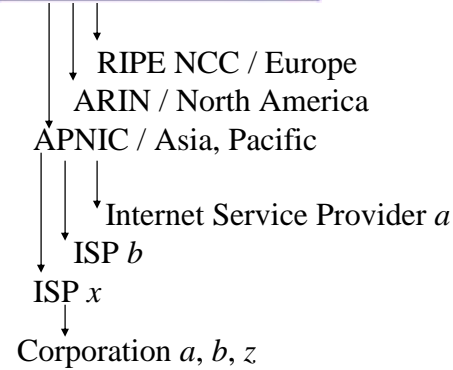 RIPE NCC / Europe
ARIN / North America
APNIC / Asia, Pacific
Internet Service Provider a
ISP b
ISP x
Corporation a, b, z